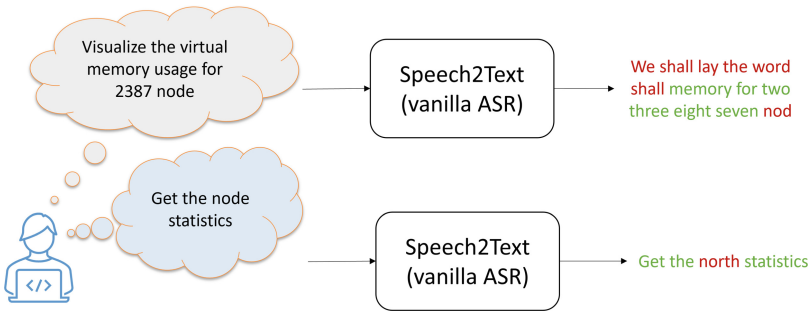 Visualize the virtual
memory usage for
2387 node
Speech2Text
(vanilla ASR)
We shall lay the word
shall memory for two
three eight seven nod
Get the node
statistics
Speech2Text
(vanilla ASR)
Get the north statistics
</>